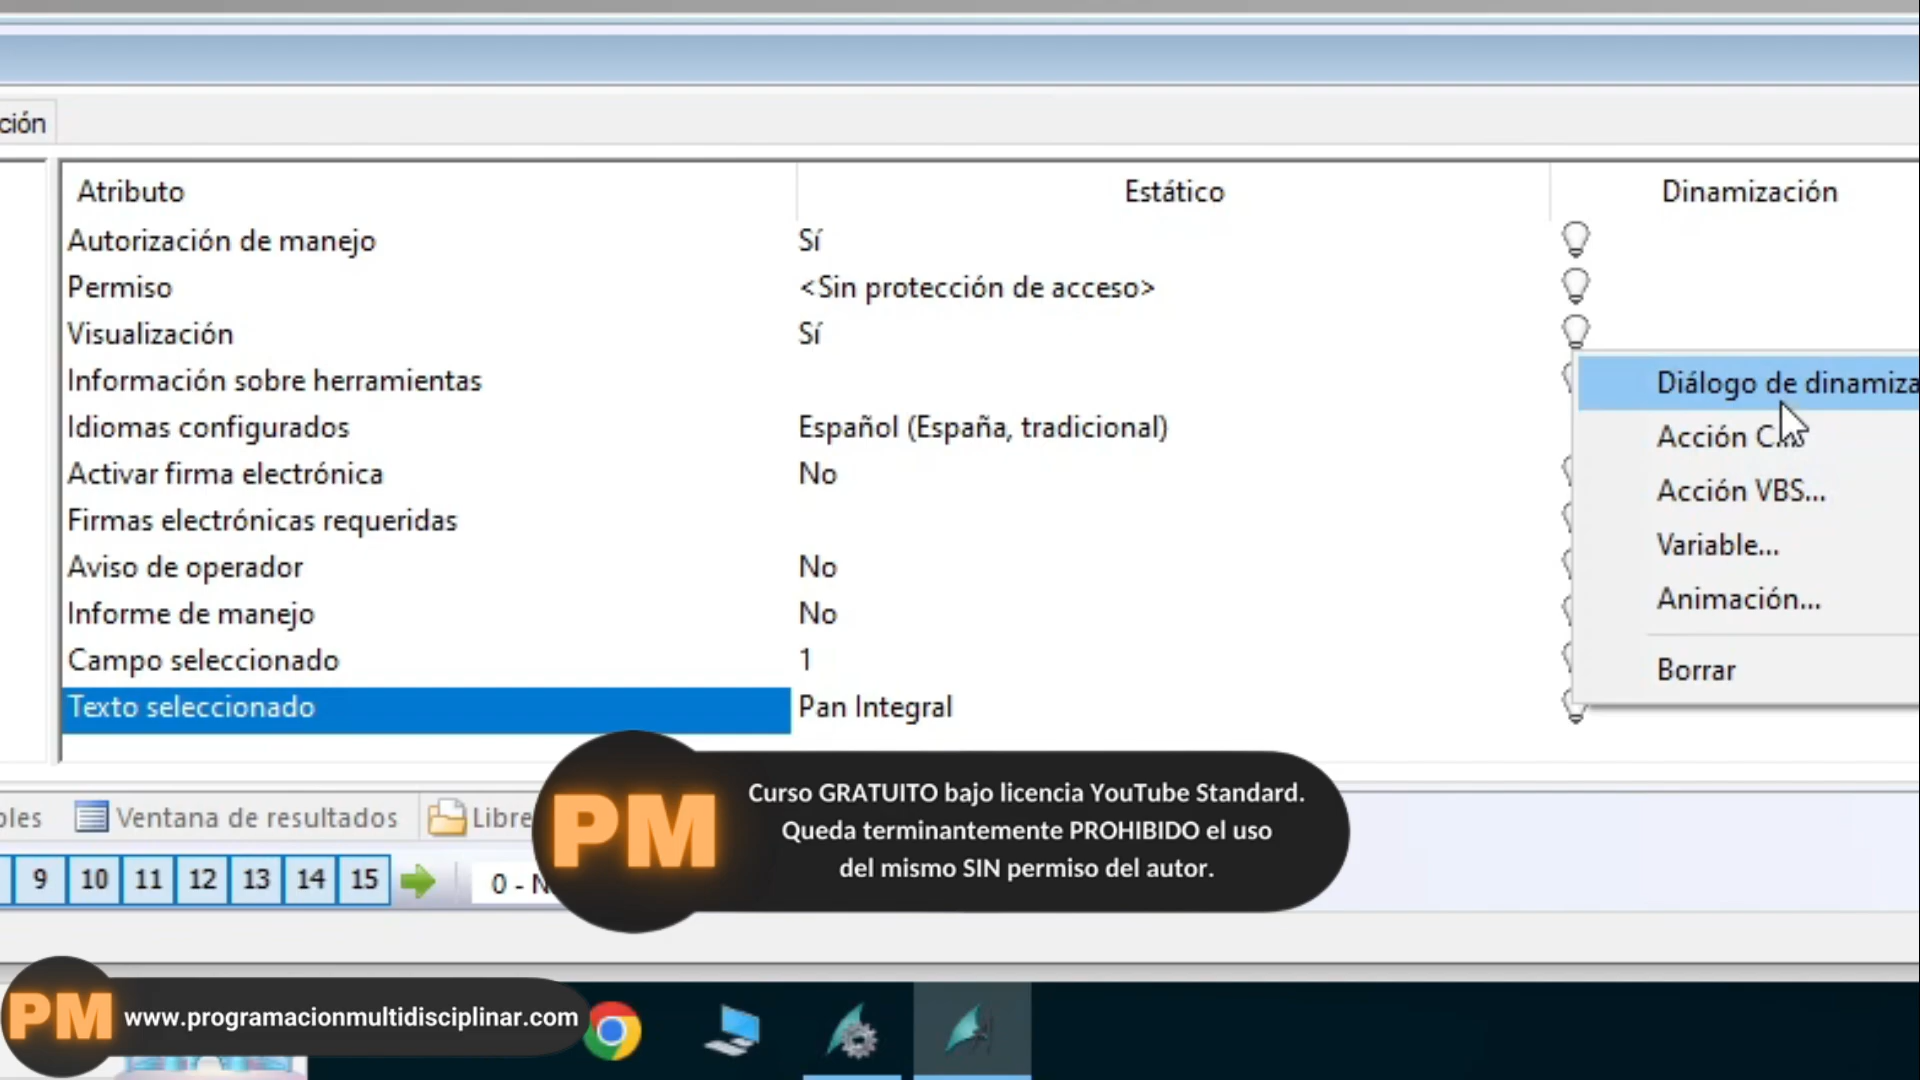 ción
Atributo Estático Dinamización
Autorización de manejo Sí
Permiso <Sin protección de acceso>
Visualización Sí
Información sobre herramientas
Idiomas configurados Español (España, tradicional)
Activar firma electrónica No
Firmas electrónicas requeridas
Aviso de operador No
Informe de manejo No
Campo seleccionado 1
Texto seleccionado Pan Integral
Diálogo de dinamiza
Acción C...
Acción VBS...
Variable...
Animación...
Borrar
bles Ventana de resultados Libre
9 10 11 12 13 14 15 0 - N
PM
Curso GRATUITO bajo licencia YouTube Standard.
Queda terminantemente PROHIBIDO el uso
del mismo SIN permiso del autor.
PM www.programacionmultidisciplinar.com